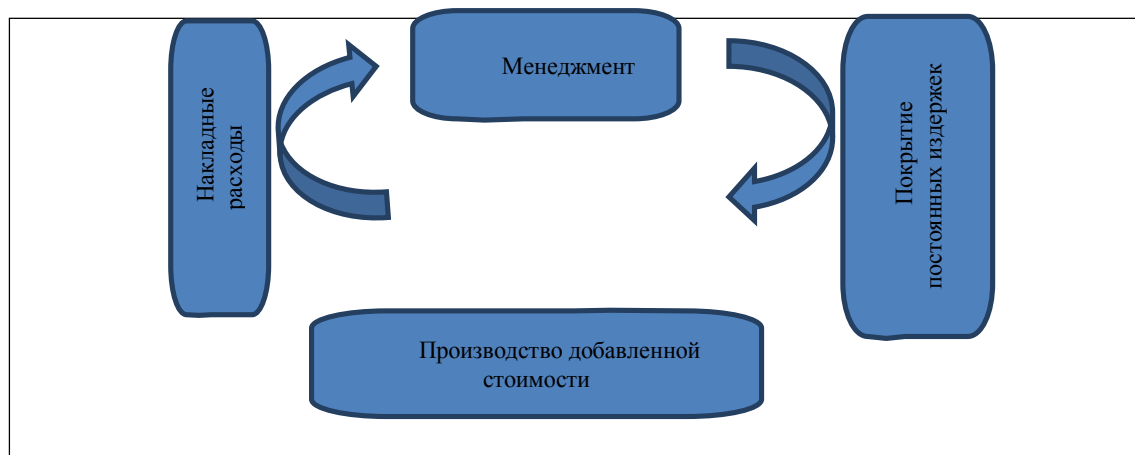 Менеджмент
Накладные
расходы
Покрытие
постоянных издержек
Производство добавленной
стоимости